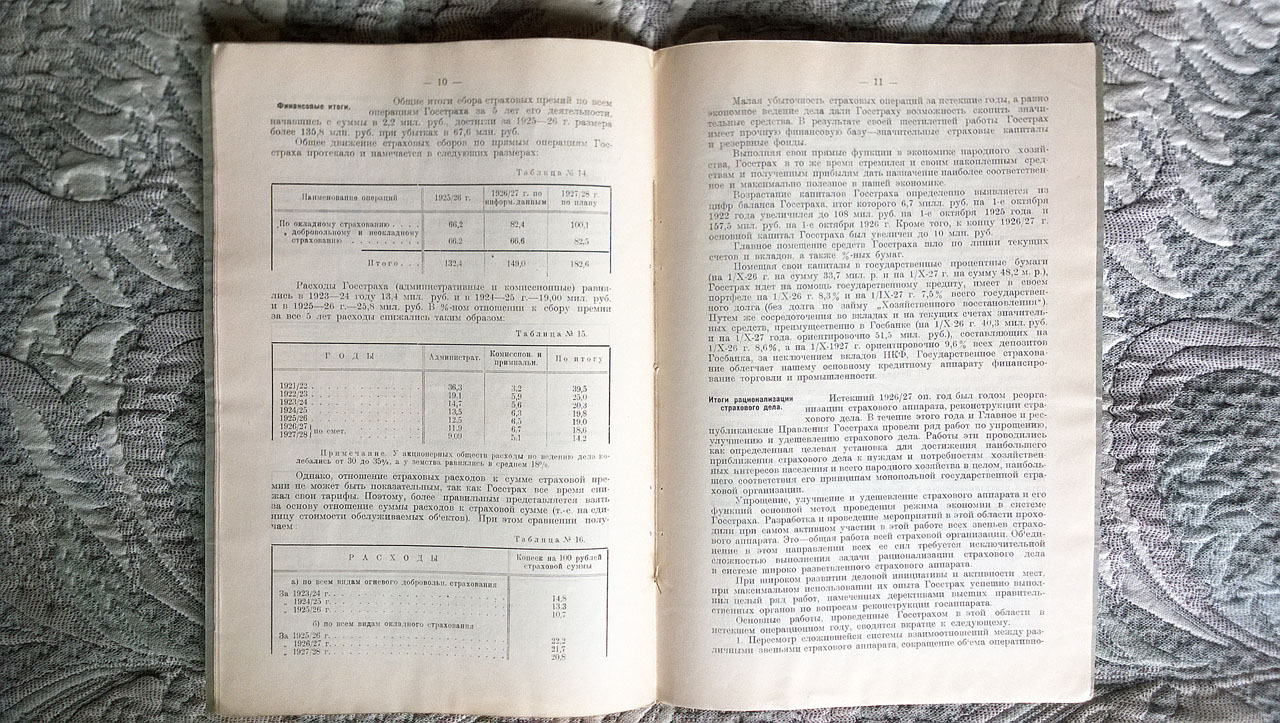 — 10 —
Финансовые итоги. Общие итоги сбора страховых премий по всем
операциям Госстраха за 5 лет его деятельности,
начавшись с суммы в 2,2 мил. руб., достигли за 1925—26 г. размера
более 135,8 млн. руб. при убытках в 67,6 млн. руб.
Общее движение страховых сборов по прямым операциям Гос-
страха протекало и намечается в следующих размерах:
Таблица № 14.
Наименование операций 1925/26 г. 1926/27 г. по информ. данным 1927/28 г. по плану
По окладному страхованию . . . . 66,2 82,4 100,1
„ добровольному и неокладному
страхованию . . . . . . . . . 66.2 66,6 82,5
Итого. . . 132,4 149,0 182,6
Расходы Госстраха (административные и комиссионные) равня-
лись в 1923—24 году 13,4 мил. руб. и в 1924—25 г.—19,00 мил. руб.
и в 1925—26 г.—25,8 мил. руб. В %-ном отношении к сбору премии
за все 5 лет расходы снижались таким образом:
Таблица № 15.
ГОДЫ Администрат. Комиссион. и примиальн. По итогу
1921/22 . . . 36,3 3,2 39,5
1922/23 . . . 19,1 5,9 25,0
1923/24 . . . 14,7 5,6 20,3
1924/25 . . . 13,5 6,3 19,8
1925/26 . . . 12,5 6,5 19,0
1926/27 } по смет. . . . 11,9 6,7 18,6
1927/28 } 9,09 5,1 14,2
Примечание. У акционерных обществ расходы по ведению дела ко-
лебались от 30 до 35%, а у земства равнялись в среднем 18%.
Однако, отношение страховых расходов к сумме страховой пре-
мии не может быть показательным, так как Госстрах все время сни-
жал свои тарифы. Поэтому, более правильным представляется взять
за основу отношение суммы расходов к страховой сумме (т.-е. на еди-
ницу стоимости обслуживаемых об'ектов). При этом сравнении полу-
чаем:
Таблица № 16.
РАСХОДЫ Копеек на 100 рублей страховой суммы
а) по всем видам огневого добровольн. страхования
За 1923/24 г. . . . 14,8
„ 1924/25 г. . . . 13,3
„ 1925/26 г. . . . 10,7
б) по всем видам окладного страхования
За 1925/26 г. . . . 22,2
„ 1926/27 г. . . . 21,7
„ 1927/28 г. . . . 20,8
— 11 —
Малая убыточность страховых операций за истекшие годы, а равно
экономное ведение дела дали Госстраху возможность скопить значи-
тельные средства. В результате своей шестилетней работы Госстрах
имеет прочную финансовую базу—значительные страховые капиталы
и резервные фонды.
Выполняя свои прямые функции в экономике народного хозяй-
ства, Госстрах в то же время стремился и своим накопленным сред-
ствам и полученным прибылям дать назначение наиболее соответствен-
ное и максимально полезное в нашей экономике.
Возрастание капиталов Госстраха определенно выявляется из
цифр баланса Госстраха, итог которого 6,7 милл. руб. на 1-е октября
1922 года увеличился до 108 мил. руб. на 1-е октября 1925 года и
157,5 мил. руб. на 1-е октября 1926 г. Кроме того, к концу 1926/27 г.
основной капитал Госстраха был увеличен до 10 млн. руб.
Главное помещение средств Госстраха шло по линии текущих
счетов и вкладов, а также %-ных бумаг.
Помещая свои капиталы в государственные процентные бумаги
(на 1/X-26 г. на сумму 33,7 мил. р. и на 1/X-27 г. на сумму 48,2 м. р.),
Госстрах идет на помощь государственному кредиту, имеет в своем
портфеле на 1/X-26 г. 8,3% и на 1/IX-27 г. 7,5% всего государствен-
ного долга (без долга по займу „Хозяйственного восстановления“).
Путем же сосредоточения во вкладах и на текущих счетах значитель-
ных средств, преимущественно в Госбанке (на 1/X-26 г. 40,3 мил. руб.
и на 1/X-27 года. ориентировочно 51,5 мил. руб.), составляющих на
1/X-26 г. 8,6%, а на 1/X-1927 г. ориентировочно 9,6% всех депозитов
Госбанка, за исключением вкладов НКФ, Государственное страхова-
ние облегчает нашему основному кредитному аппарату финансиро-
вание торговли и промышленности.
Итоги рационализации страхового дела. Истекший 1926/27 оп. год был годом реорга-
низации страхового аппарата, реконструкции стра-
хового дела. В течение этого года и Главное и рес-
публиканские Правления Госстраха провели ряд работ по упрощению,
улучшению и удешевлению страхового дела. Работы эти проводились
как определенная целевая установка для достижения наибольшего
приближения страхового дела к нуждам и потребностям хозяйствен-
ных интересов населения и всего народного хозяйства в целом, наиболь-
шего соответствия его принципам монопольной государственной стра-
ховой организации.
Упрощение, улучшение и удешевление страхового аппарата и его
функций основной метод проведения режима экономии в системе
Госстраха. Разработка и проведение мероприятий в этой области прохо-
дили при самом активном участии в этой работе всех звеньев страхо-
вого аппарата. Это—общая работа всей страховой организации. Об'еди-
нение в этом направлении всех ее сил требуется исключительной
сложностью выполнения задачи рационализации страхового дела
в системе широко разветвленного страхового аппарата.
При широком развитии деловой инициативы и активности мест,
при максимальном использовании их опыта Госстрах успешно выпол-
нил целый ряд работ, намеченных дерективами высших правитель-
ственных органов по вопросам реконструкции госаппарата.
Основные работы, проведенные Госстрахом в этой области в
истекшем операционном году, сводятся вкратце к следующему.
1. Пересмотр сложившейся системы взаимоотношений между раз-
личными звеньями страхового аппарата, сокращение об'ема оперативно-